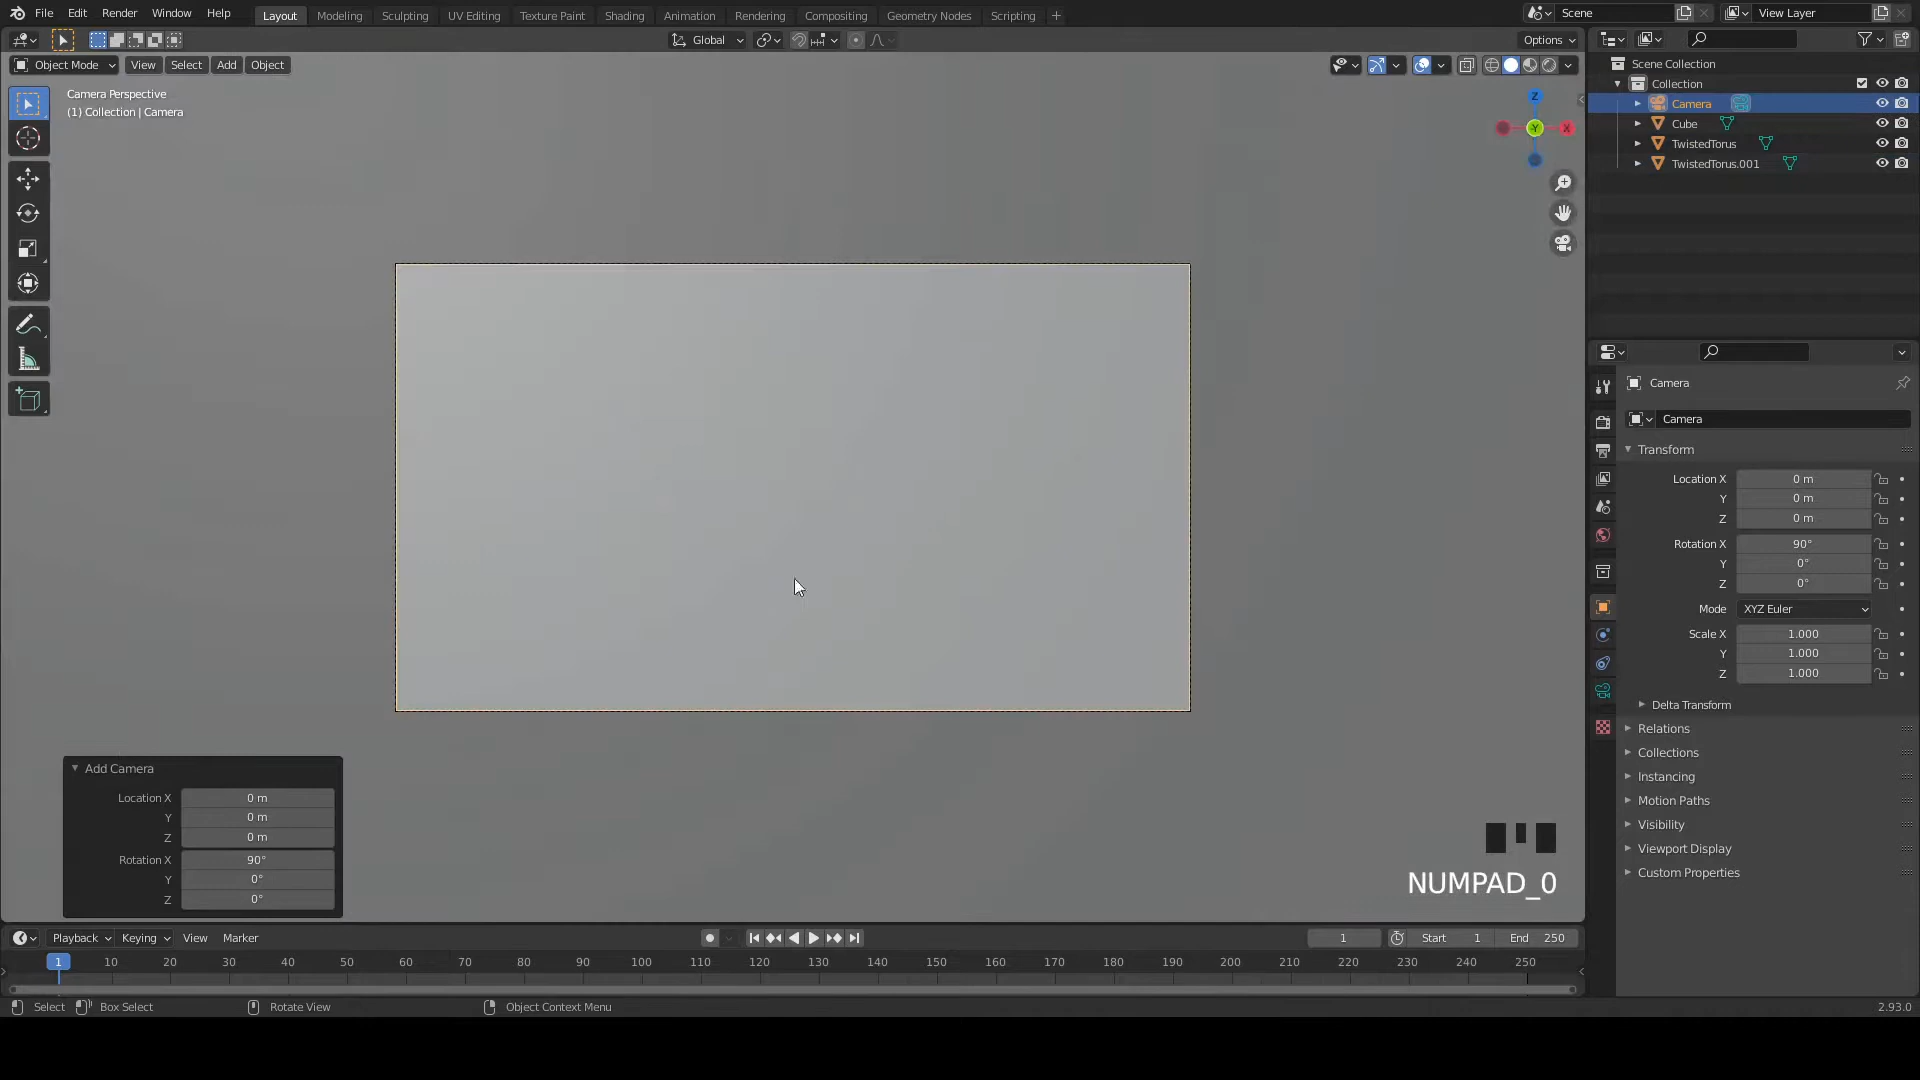 File Edit Render Window Help Layout Modeling Sculpting UV Editing Texture Paint Shading Animation Rendering Compositing Geometry Nodes Scripting + Scene View Layer
Global Options
Object Mode View Select Add Object
Camera Perspective
(1) Collection | Camera
Z
Y
X
Scene Collection
Collection
Camera
Cube
TwistedTorus
TwistedTorus.001
Camera
Camera
Transform
Location X 0 m
Y 0 m
Z 0 m
Rotation X 90°
Y 0°
Z 0°
Mode XYZ Euler
Scale X 1.000
Y 1.000
Z 1.000
Delta Transform
Relations
Collections
Instancing
Motion Paths
Visibility
Viewport Display
Custom Properties
Add Camera
Location X 0 m
Y 0 m
Z 0 m
Rotation X 90°
Y 0°
Z 0°
NUMPAD_0
Playback Keying View Marker 1 Start 1 End 250
1 10 20 30 40 50 60 70 80 90 100 110 120 130 140 150 160 170 180 190 200 210 220 230 240 250
Select Box Select Rotate View Object Context Menu 2.93.0